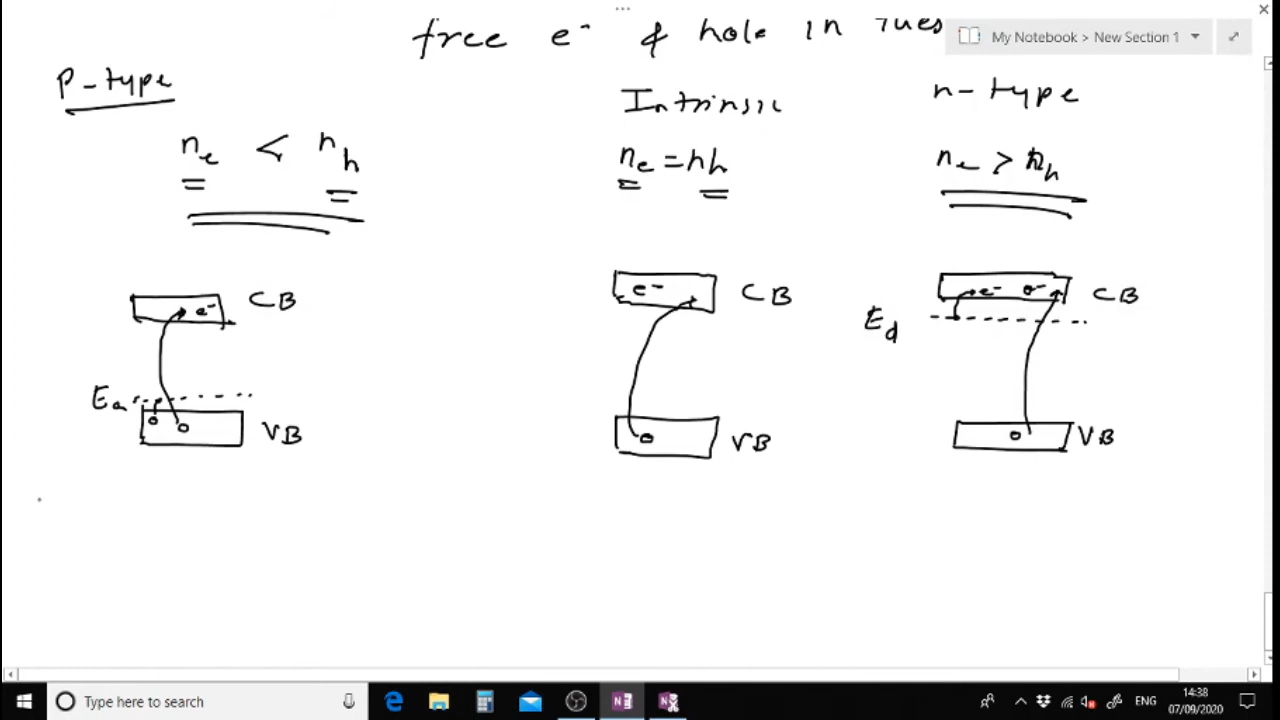 free e- & hole in
My Notebook > New Section 1
P-type
Intrinsic
n-type
ne < nh
ne = nh
ne > nh
e- CB
e- CB
e- e- CB
Ed
Ea
VB
VB
VB
Type here to search
ENG
14:38
07/09/2020